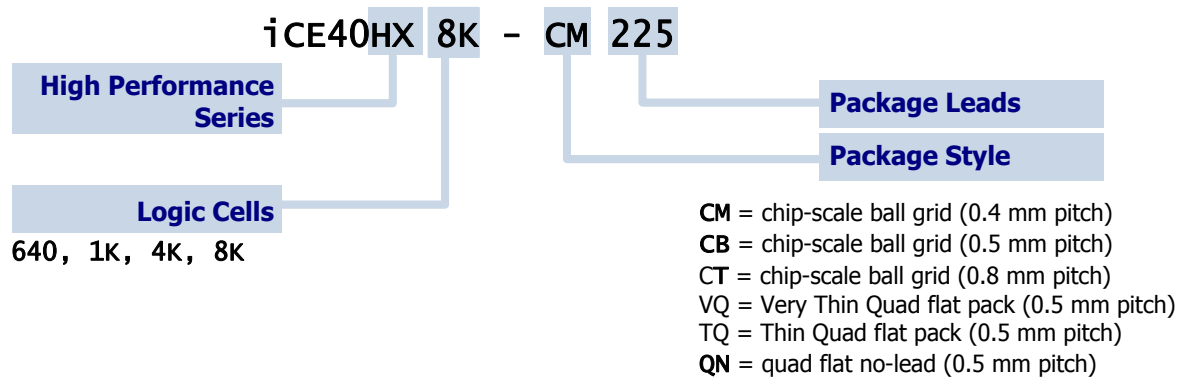 iCE40HX 8K - CM 225
High Performance
Series
Package Leads
Package Style
Logic Cells
640, 1K, 4K, 8K
CM = chip-scale ball grid (0.4 mm pitch)
CB = chip-scale ball grid (0.5 mm pitch)
CT = chip-scale ball grid (0.8 mm pitch)
VQ = Very Thin Quad flat pack (0.5 mm pitch)
TQ = Thin Quad flat pack (0.5 mm pitch)
QN = quad flat no-lead (0.5 mm pitch)